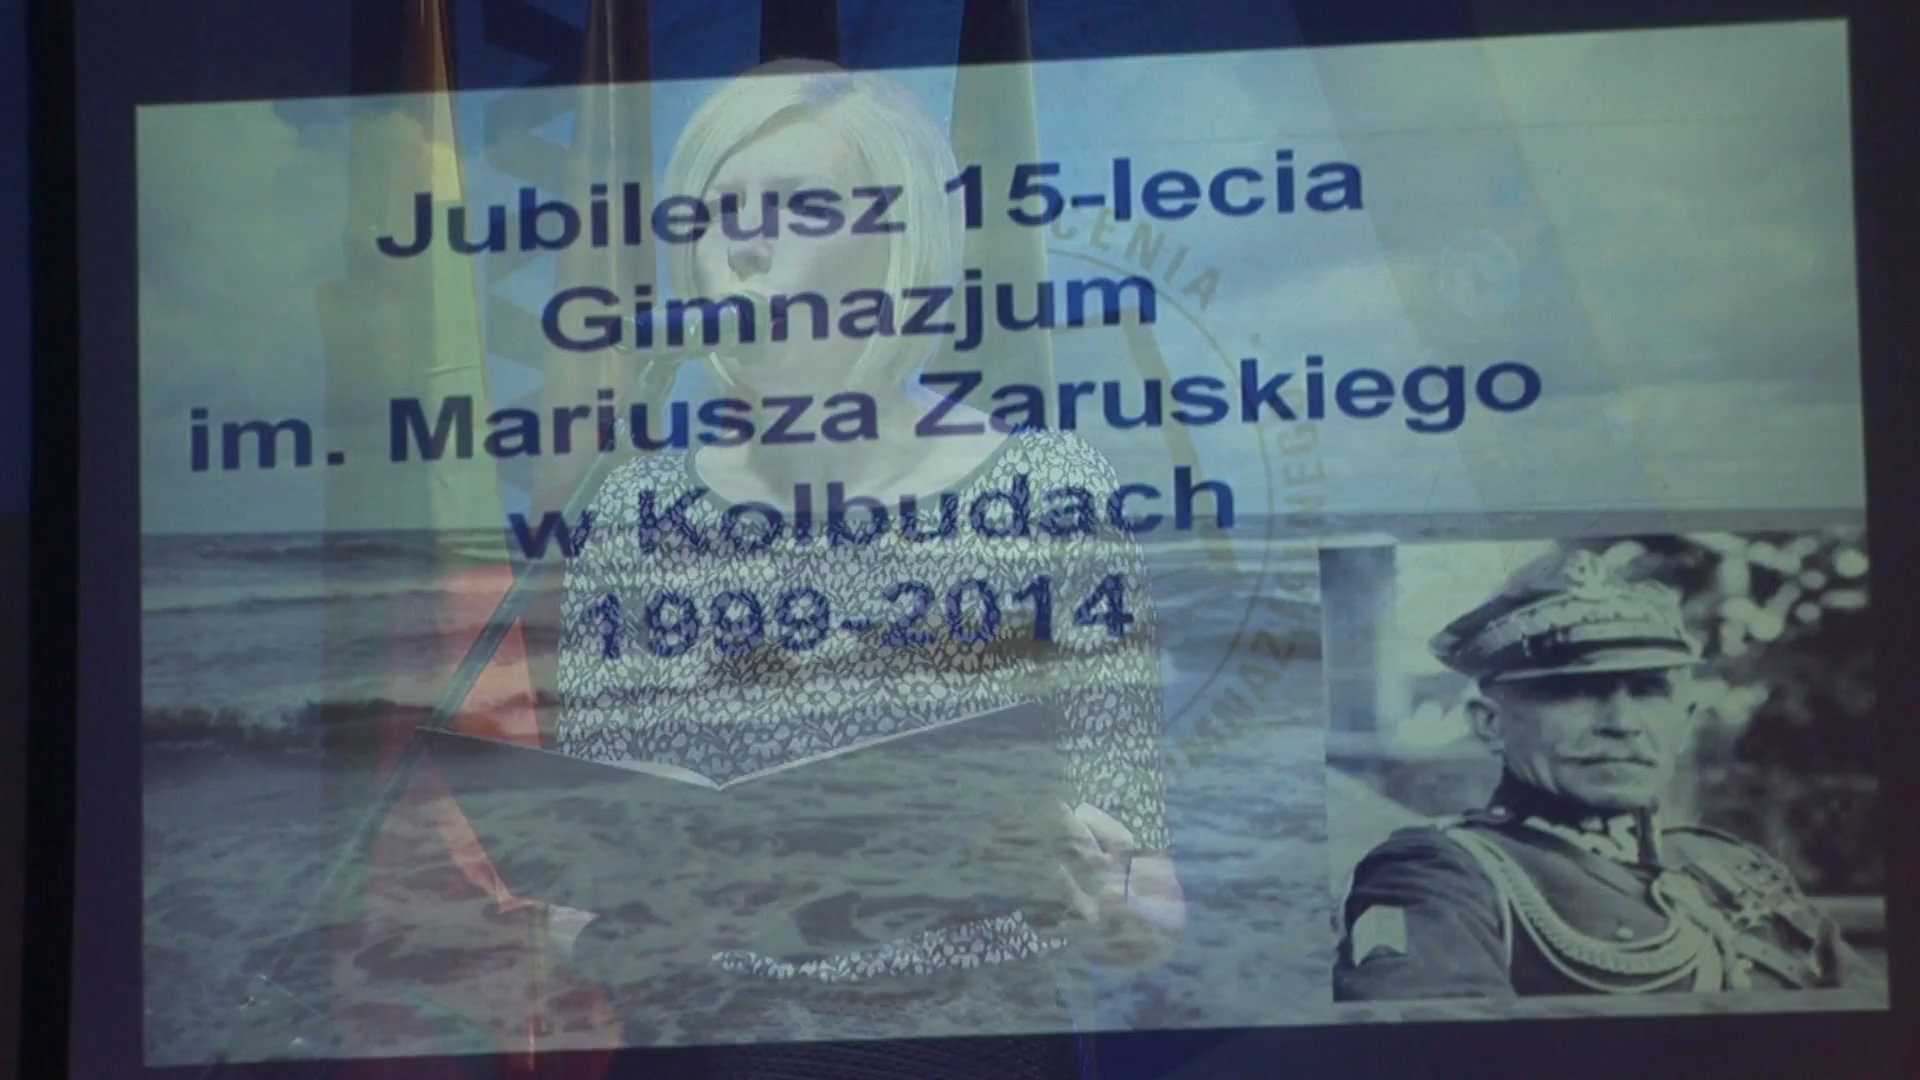 Jubileusz 15-lecia
Gimnazjum
im. Mariusza Zaruskiego
w Kolbudach
1999-2014